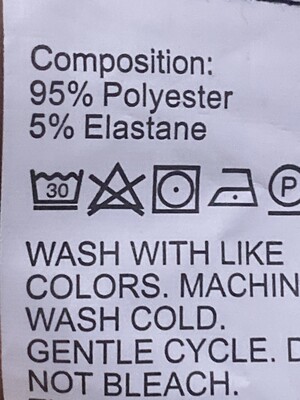 Composition:
95% Polyester
5% Elastane
30 P
WASH WITH LIKE
COLORS. MACHIN
WASH COLD.
GENTLE CYCLE. D
NOT BLEACH.